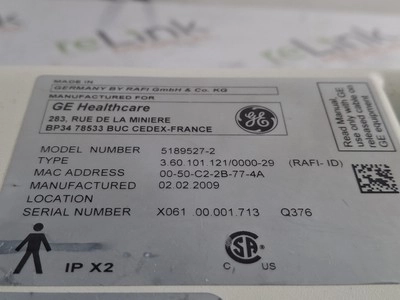 reLink
MADE IN
GERMANY BY RAFI GmbH & Co. KG
MANUFACTURED FOR
GE Healthcare
283, RUE DE LA MINIERE
BP34 78533 BUC CEDEX-FRANCE
GE
Read Manual,
use only GE
released cable on
GE equipment
MODEL NUMBER 5189527-2
TYPE 3.60.101.121/0000-29 (RAFI- ID)
MAC ADDRESS 00-50-C2-2B-77-4A
MANUFACTURED 02.02.2009
LOCATION
SERIAL NUMBER X061 .00.001.713 Q376
IP X2
SA
C US